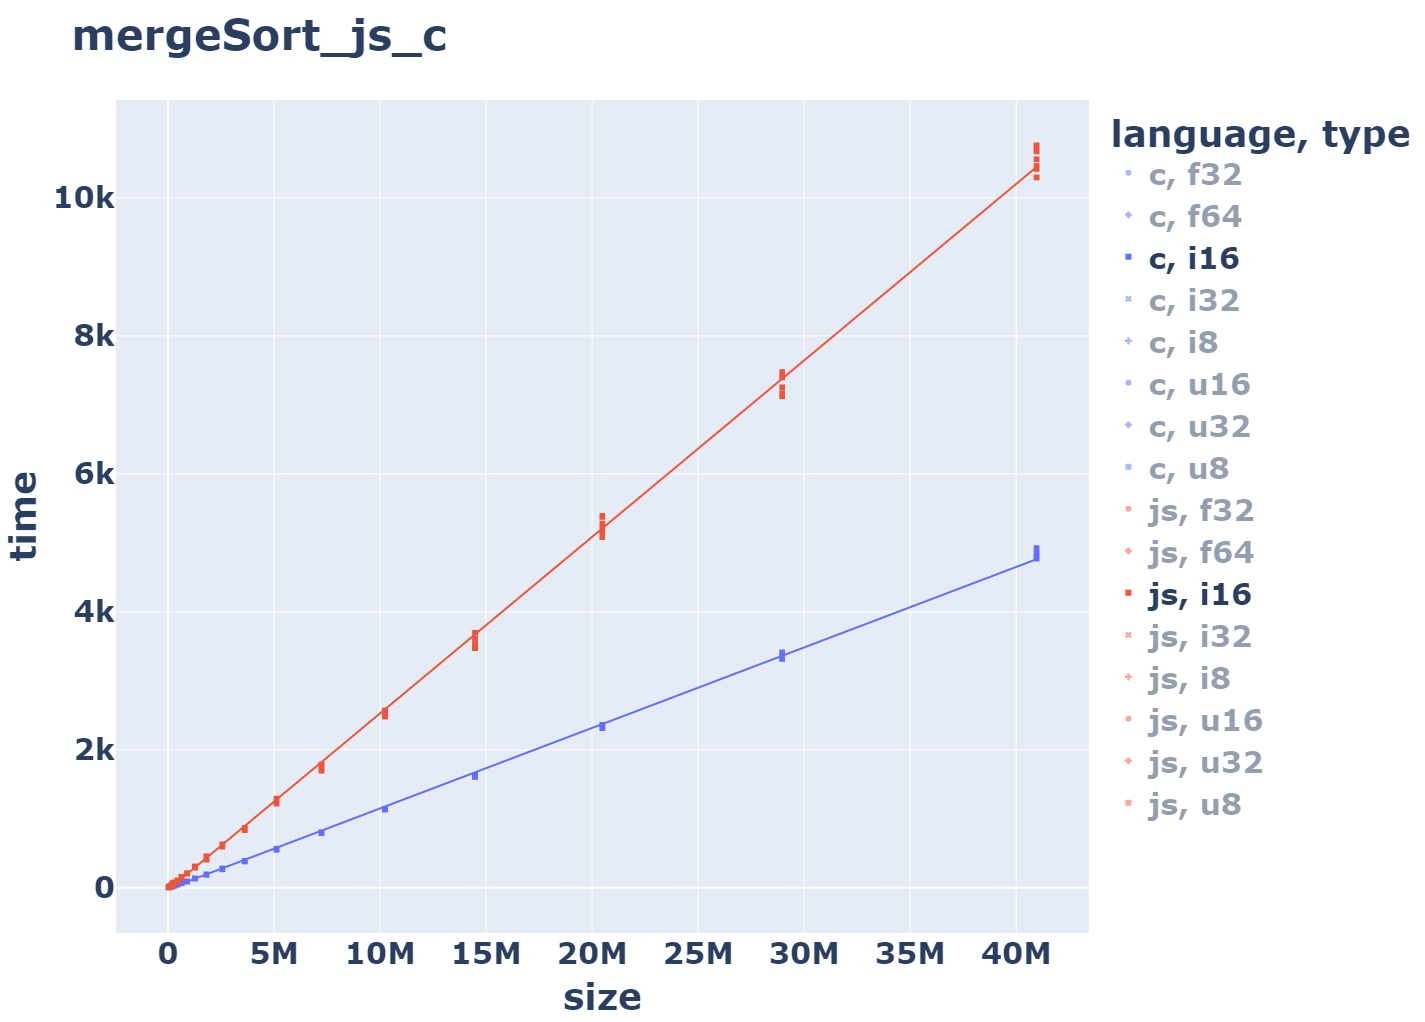 mergeSort_js_c
language, type
c, f32
c, f64
c, i16
c, i32
c, i8
c, u16
c, u32
c, u8
js, f32
js, f64
js, i16
js, i32
js, i8
js, u16
js, u32
js, u8
time
10k
8k
6k
4k
2k
0
0 5M 10M 15M 20M 25M 30M 35M 40M
size